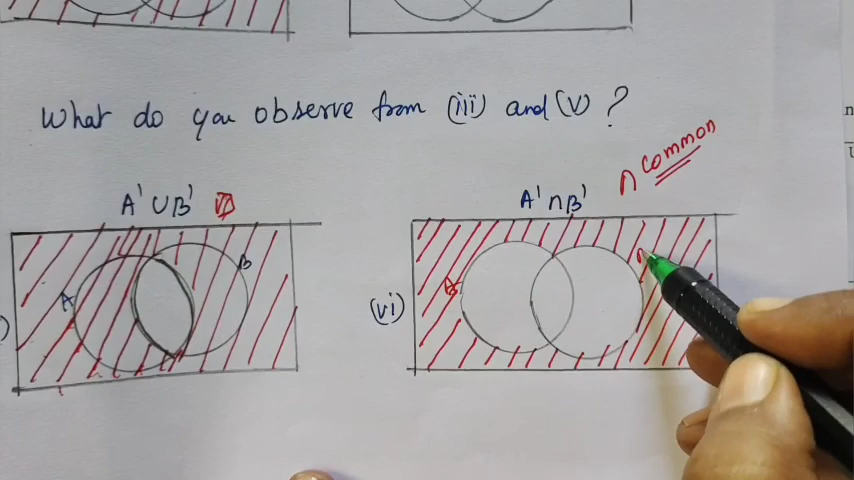 What do you observe from (iii) and (v) ?
∩ common
A' ∪ B'
A' ∩ B'
A
B
)
(vi)
A
n